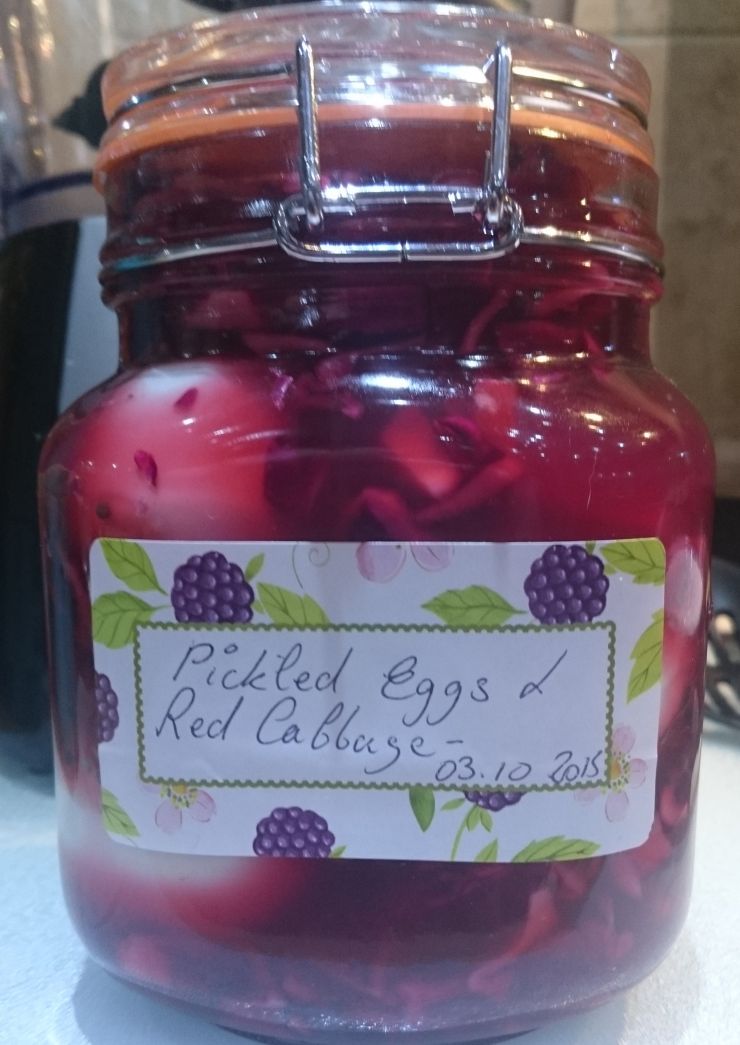 Pickled Eggs &
Red Cabbage-
03.10 2015